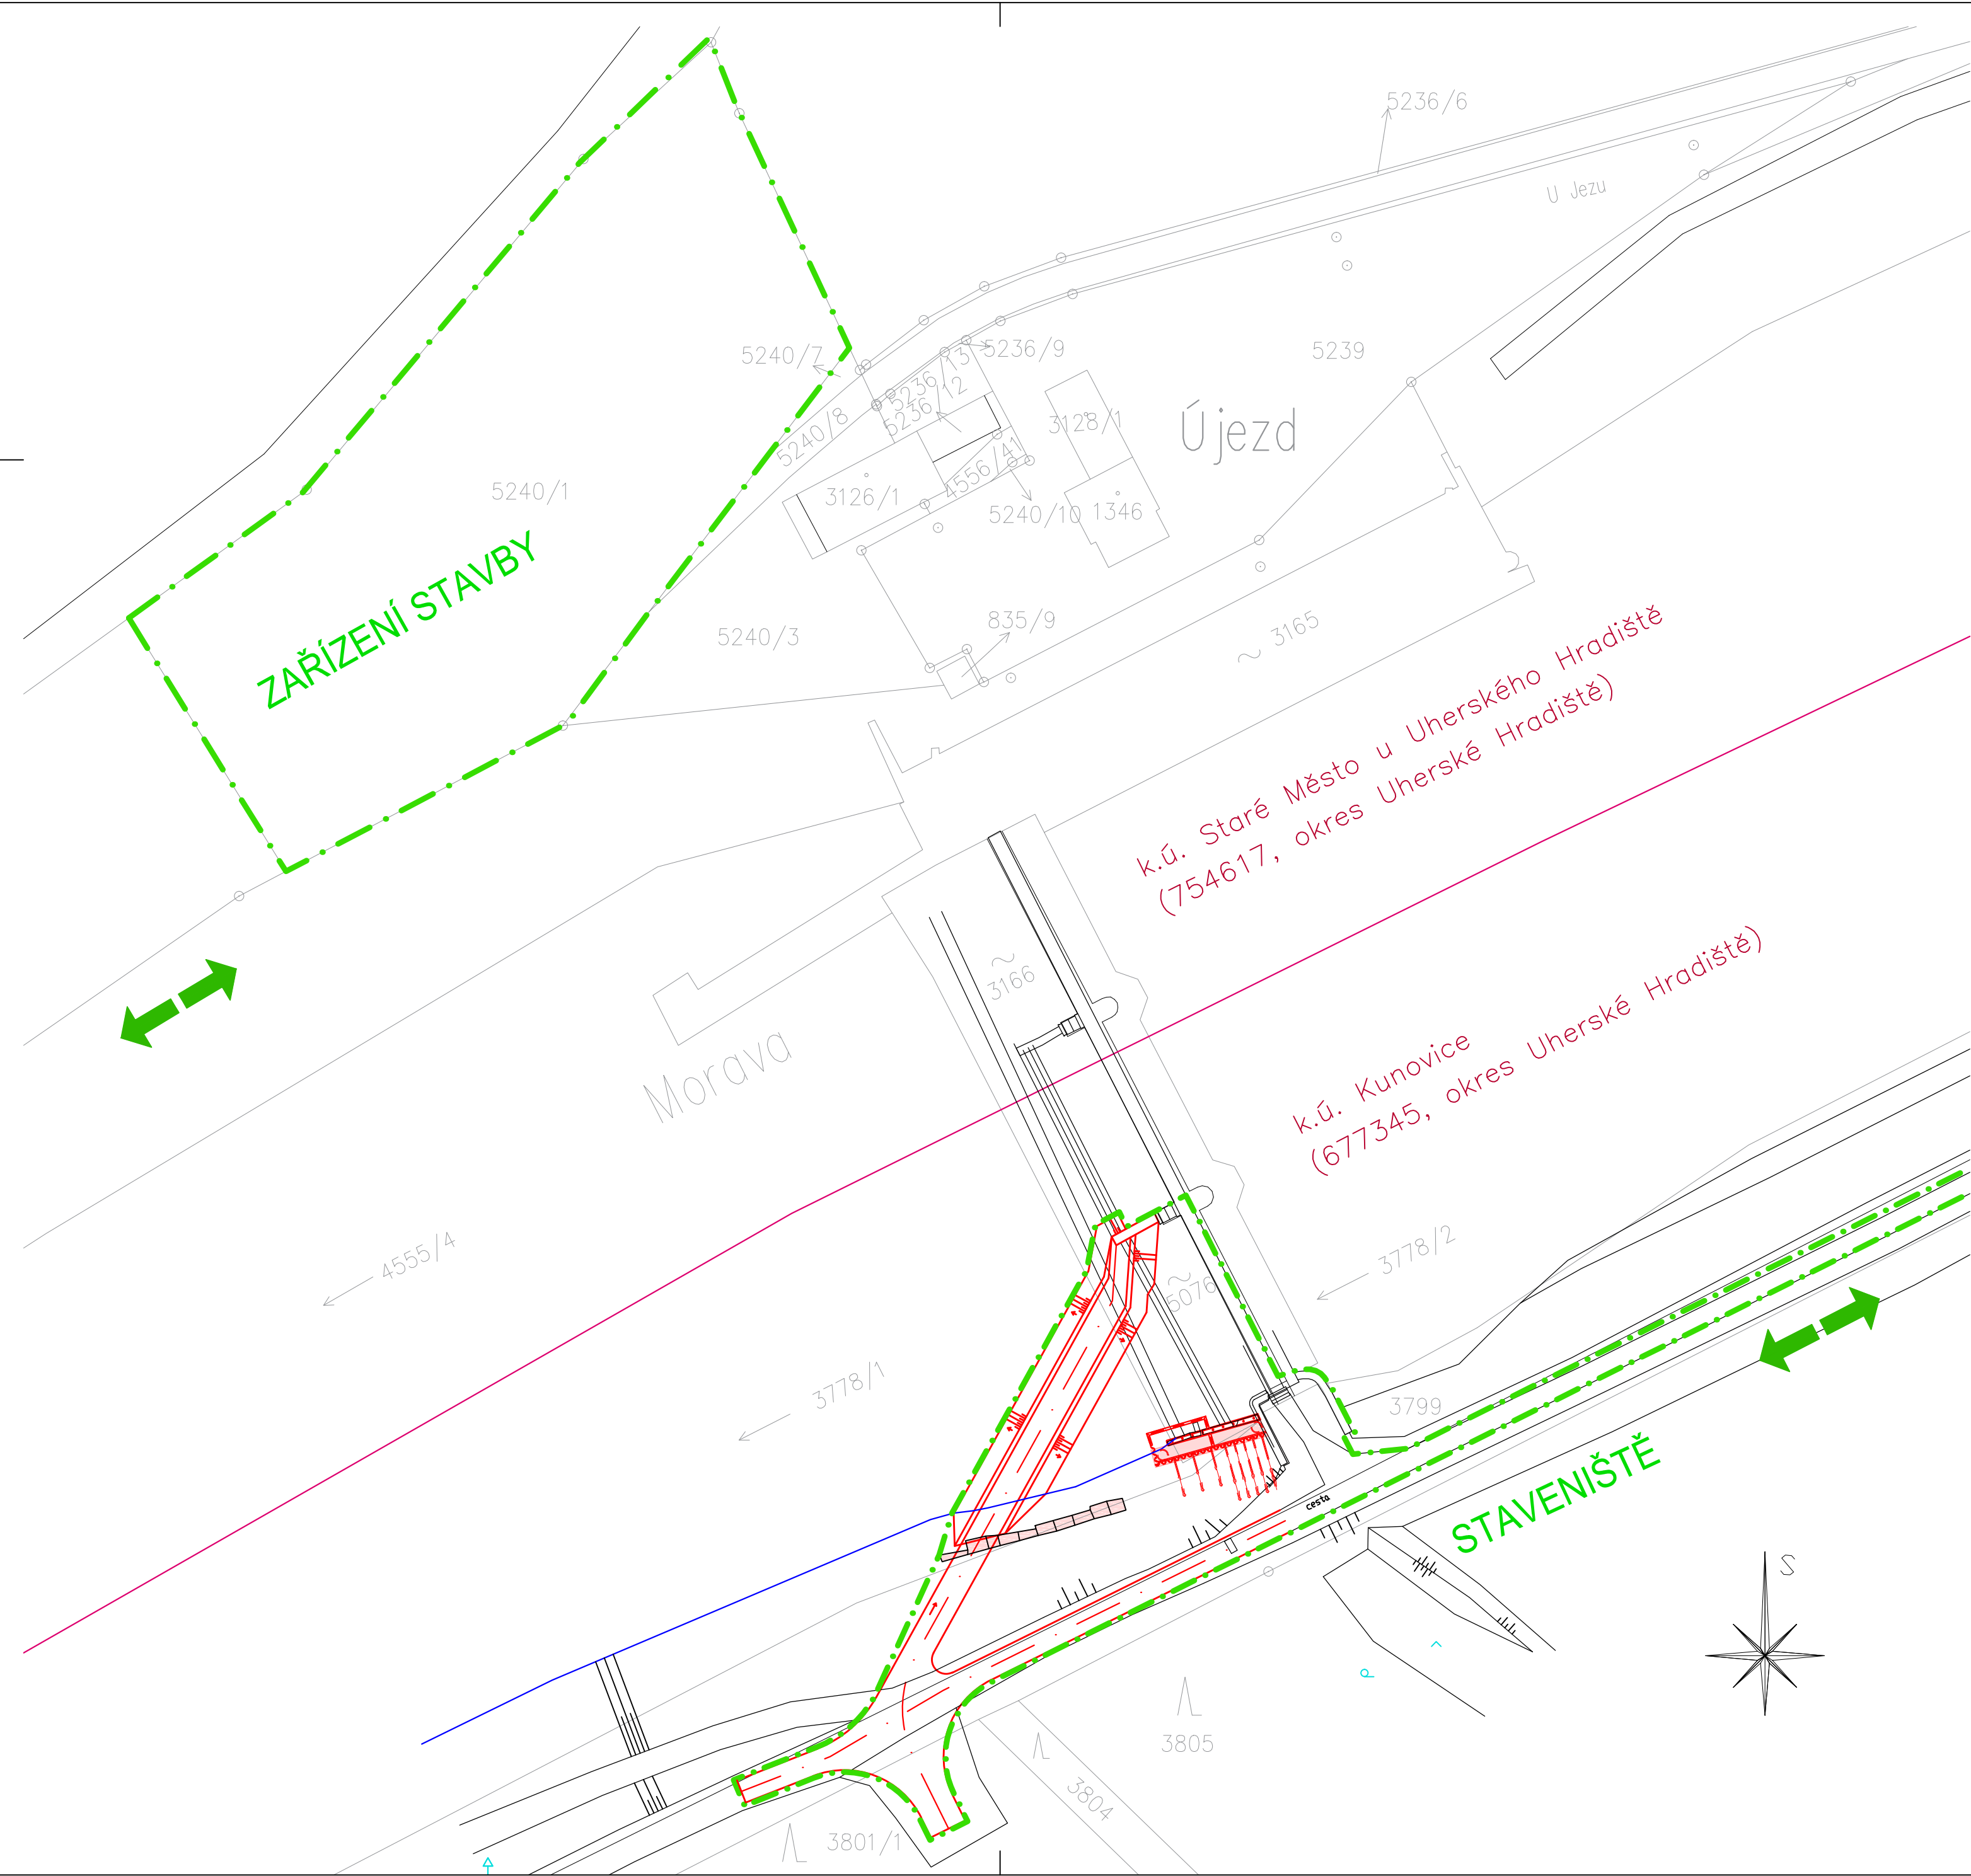 5236/6
U Jezu
5240/7
5236/13
5236/9
5236/12
5239
5240/8
3128/1
Újezd
4556/41
5240/1
3126/1
5240/10
1346
ZAŘÍZENÍ STAVBY
835/9
5240/3
~ 3165
k.ú. Staré Město u Uherského Hradiště
(754617, okres Uherské Hradiště)
~
3166
Morava
k.ú. Kunovice
(677345, okres Uherské Hradiště)
4555/4
3778/2
~
5076
3778/1
3799
STAVENIŠTĚ
cesta
S
3805
3804
3801/1